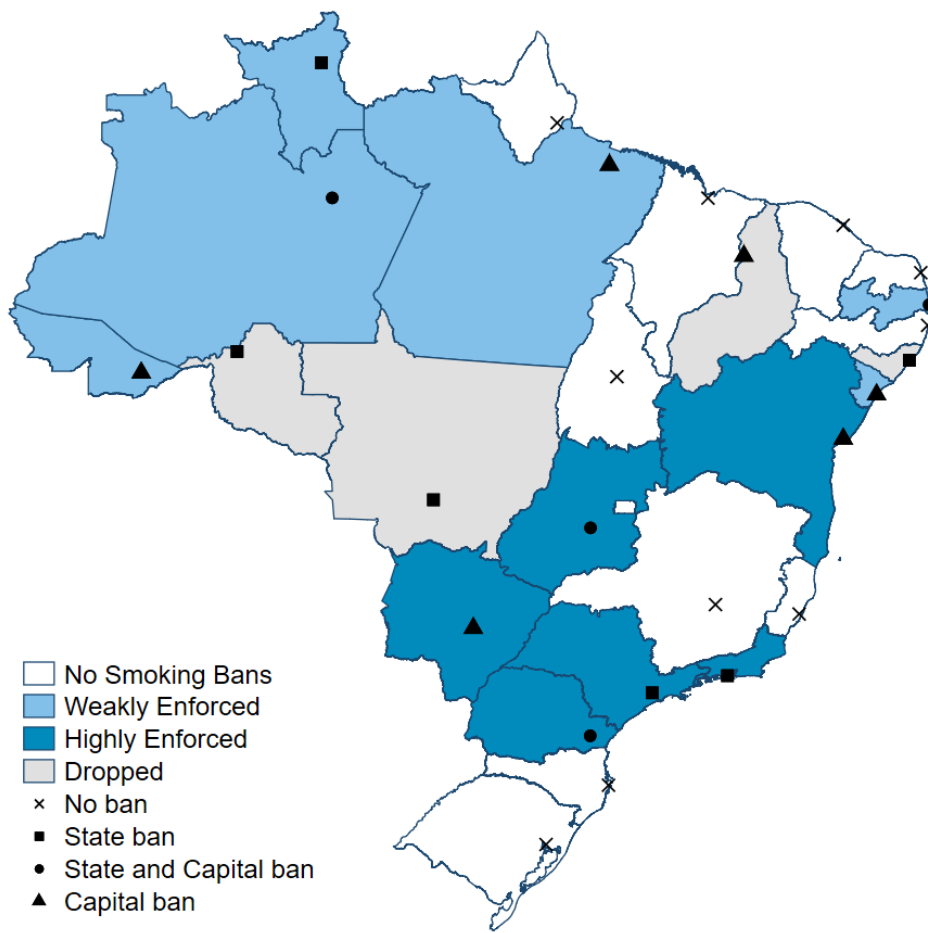 No Smoking Bans
Weakly Enforced
Highly Enforced
Dropped
No ban
State ban
State and Capital ban
Capital ban